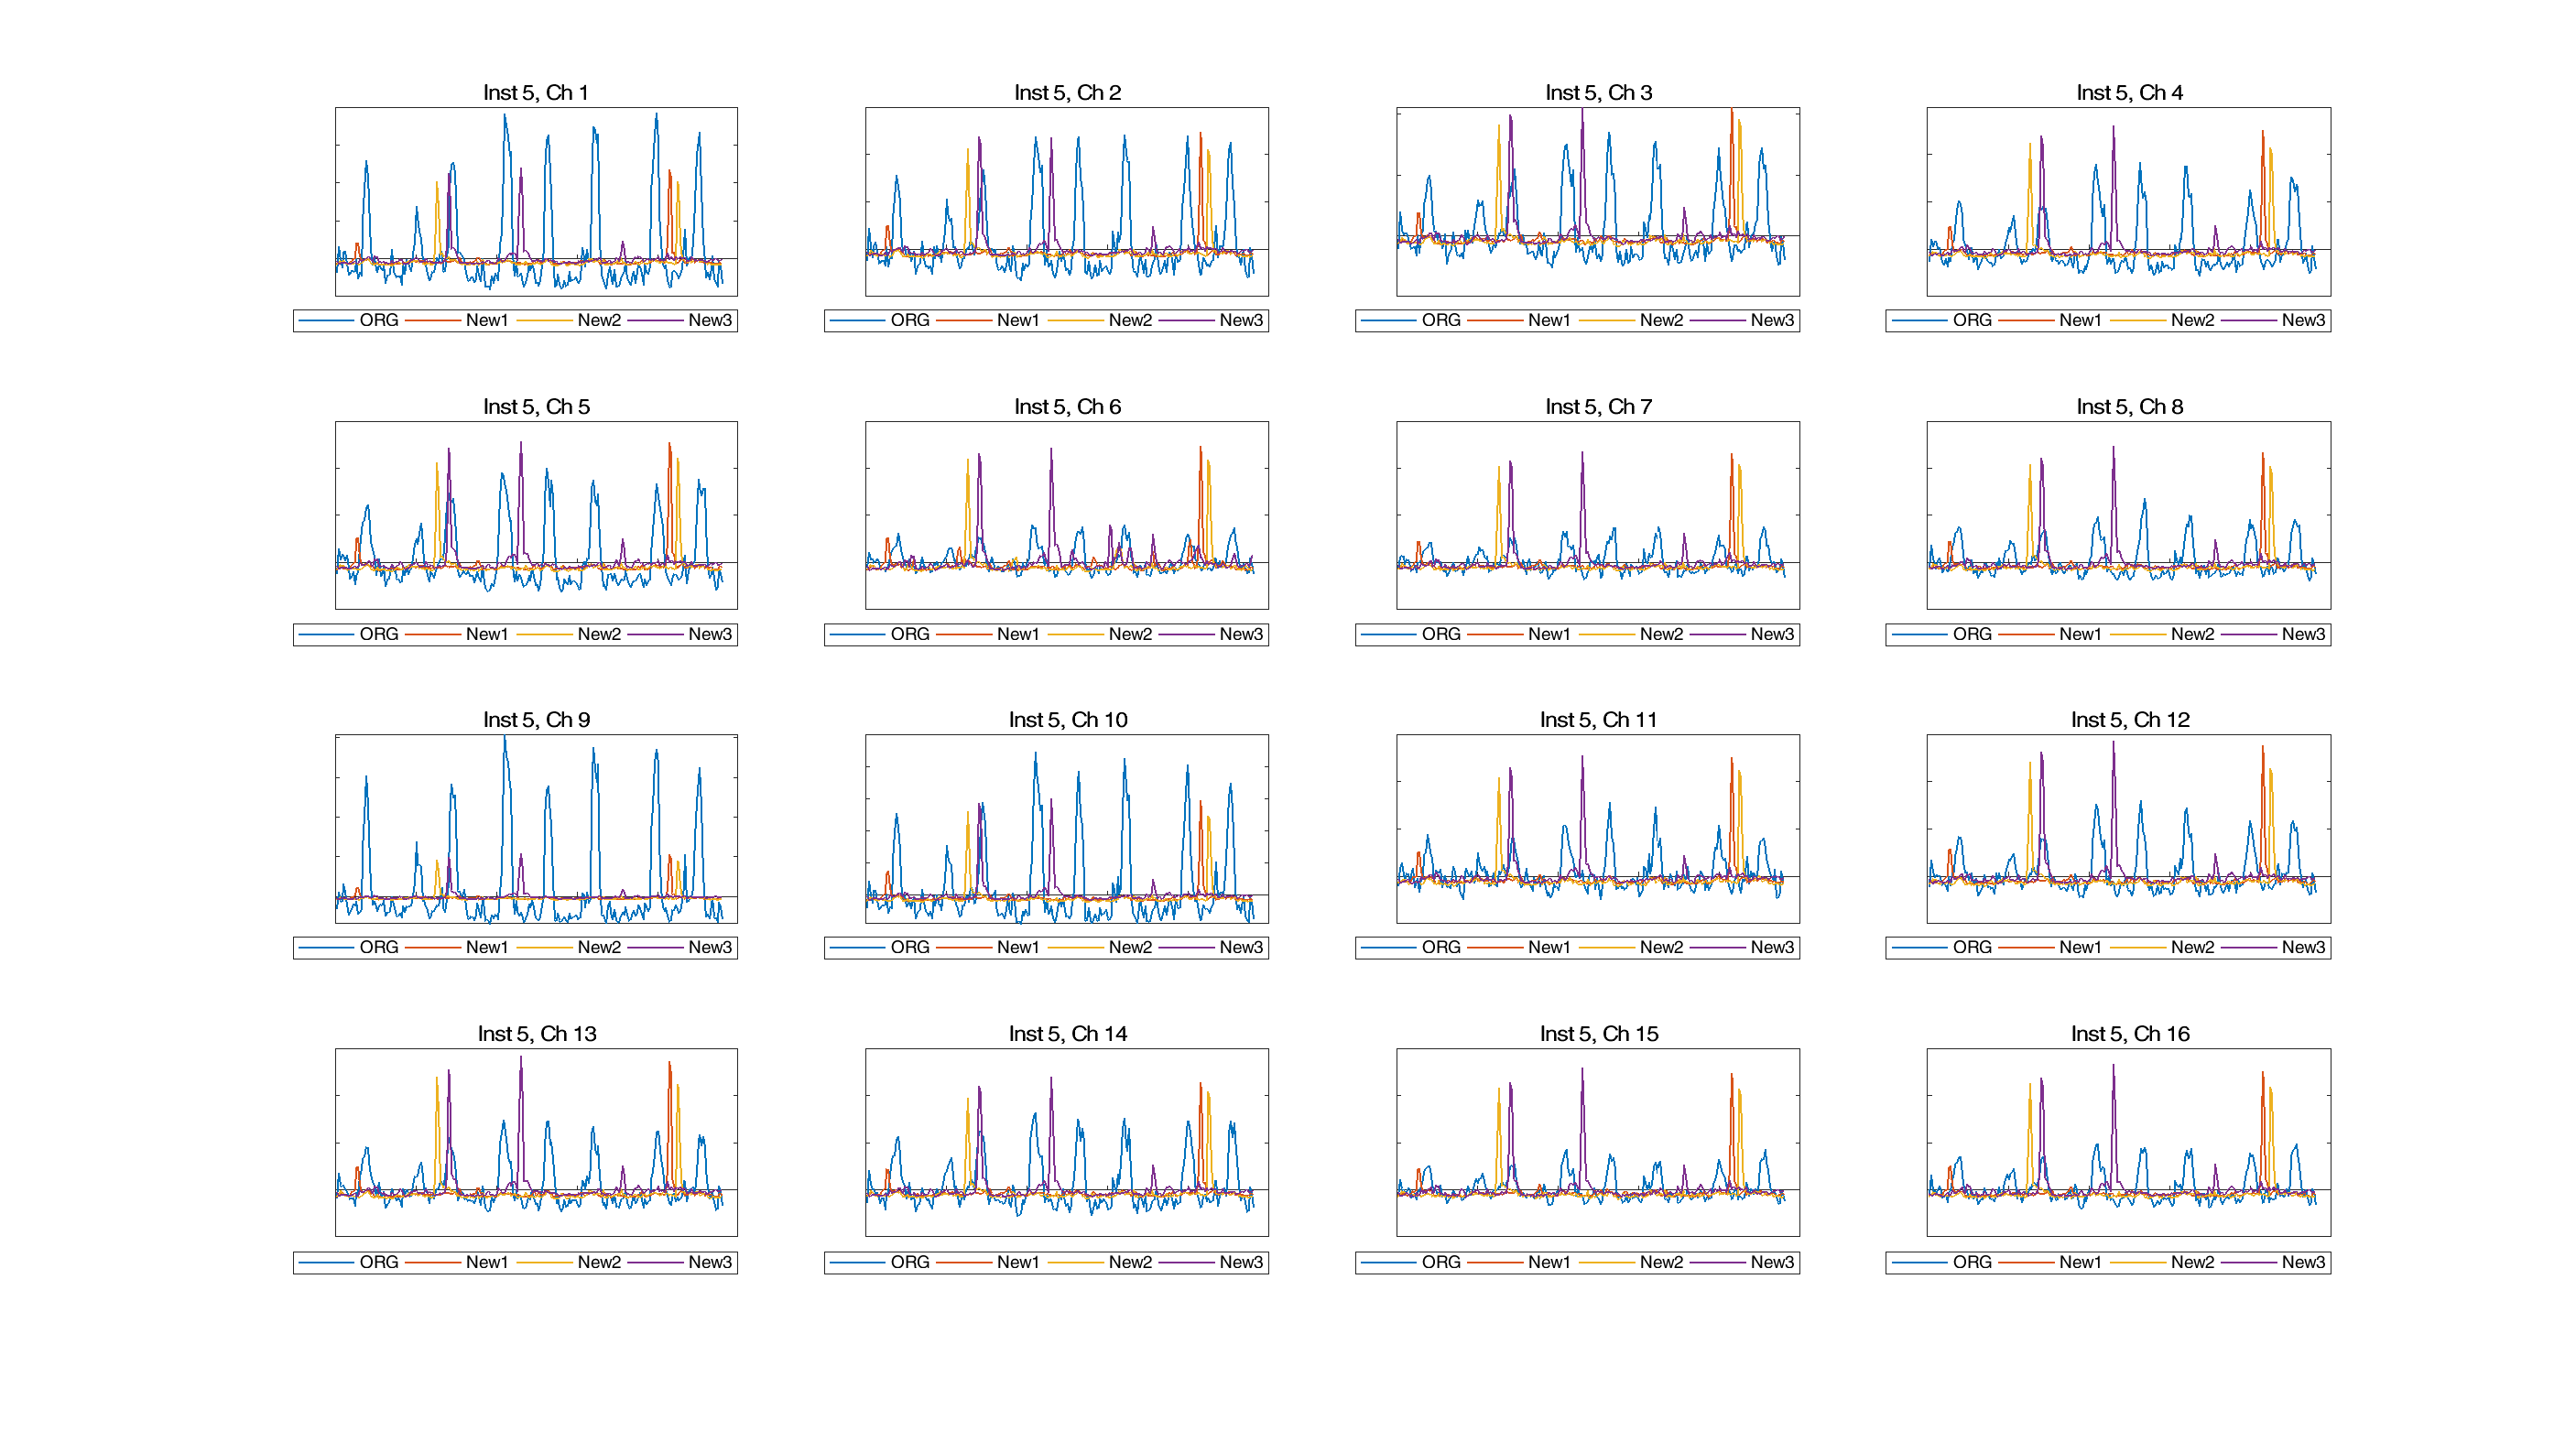 Inst 5, Ch 1
Inst 5, Ch 2
Inst 5, Ch 3
Inst 5, Ch 4
ORG New1 New2 New3
ORG New1 New2 New3
ORG New1 New2 New3
ORG New1 New2 New3
Inst 5, Ch 5
Inst 5, Ch 6
Inst 5, Ch 7
Inst 5, Ch 8
ORG New1 New2 New3
ORG New1 New2 New3
ORG New1 New2 New3
ORG New1 New2 New3
Inst 5, Ch 9
Inst 5, Ch 10
Inst 5, Ch 11
Inst 5, Ch 12
ORG New1 New2 New3
ORG New1 New2 New3
ORG New1 New2 New3
ORG New1 New2 New3
Inst 5, Ch 13
Inst 5, Ch 14
Inst 5, Ch 15
Inst 5, Ch 16
ORG New1 New2 New3
ORG New1 New2 New3
ORG New1 New2 New3
ORG New1 New2 New3